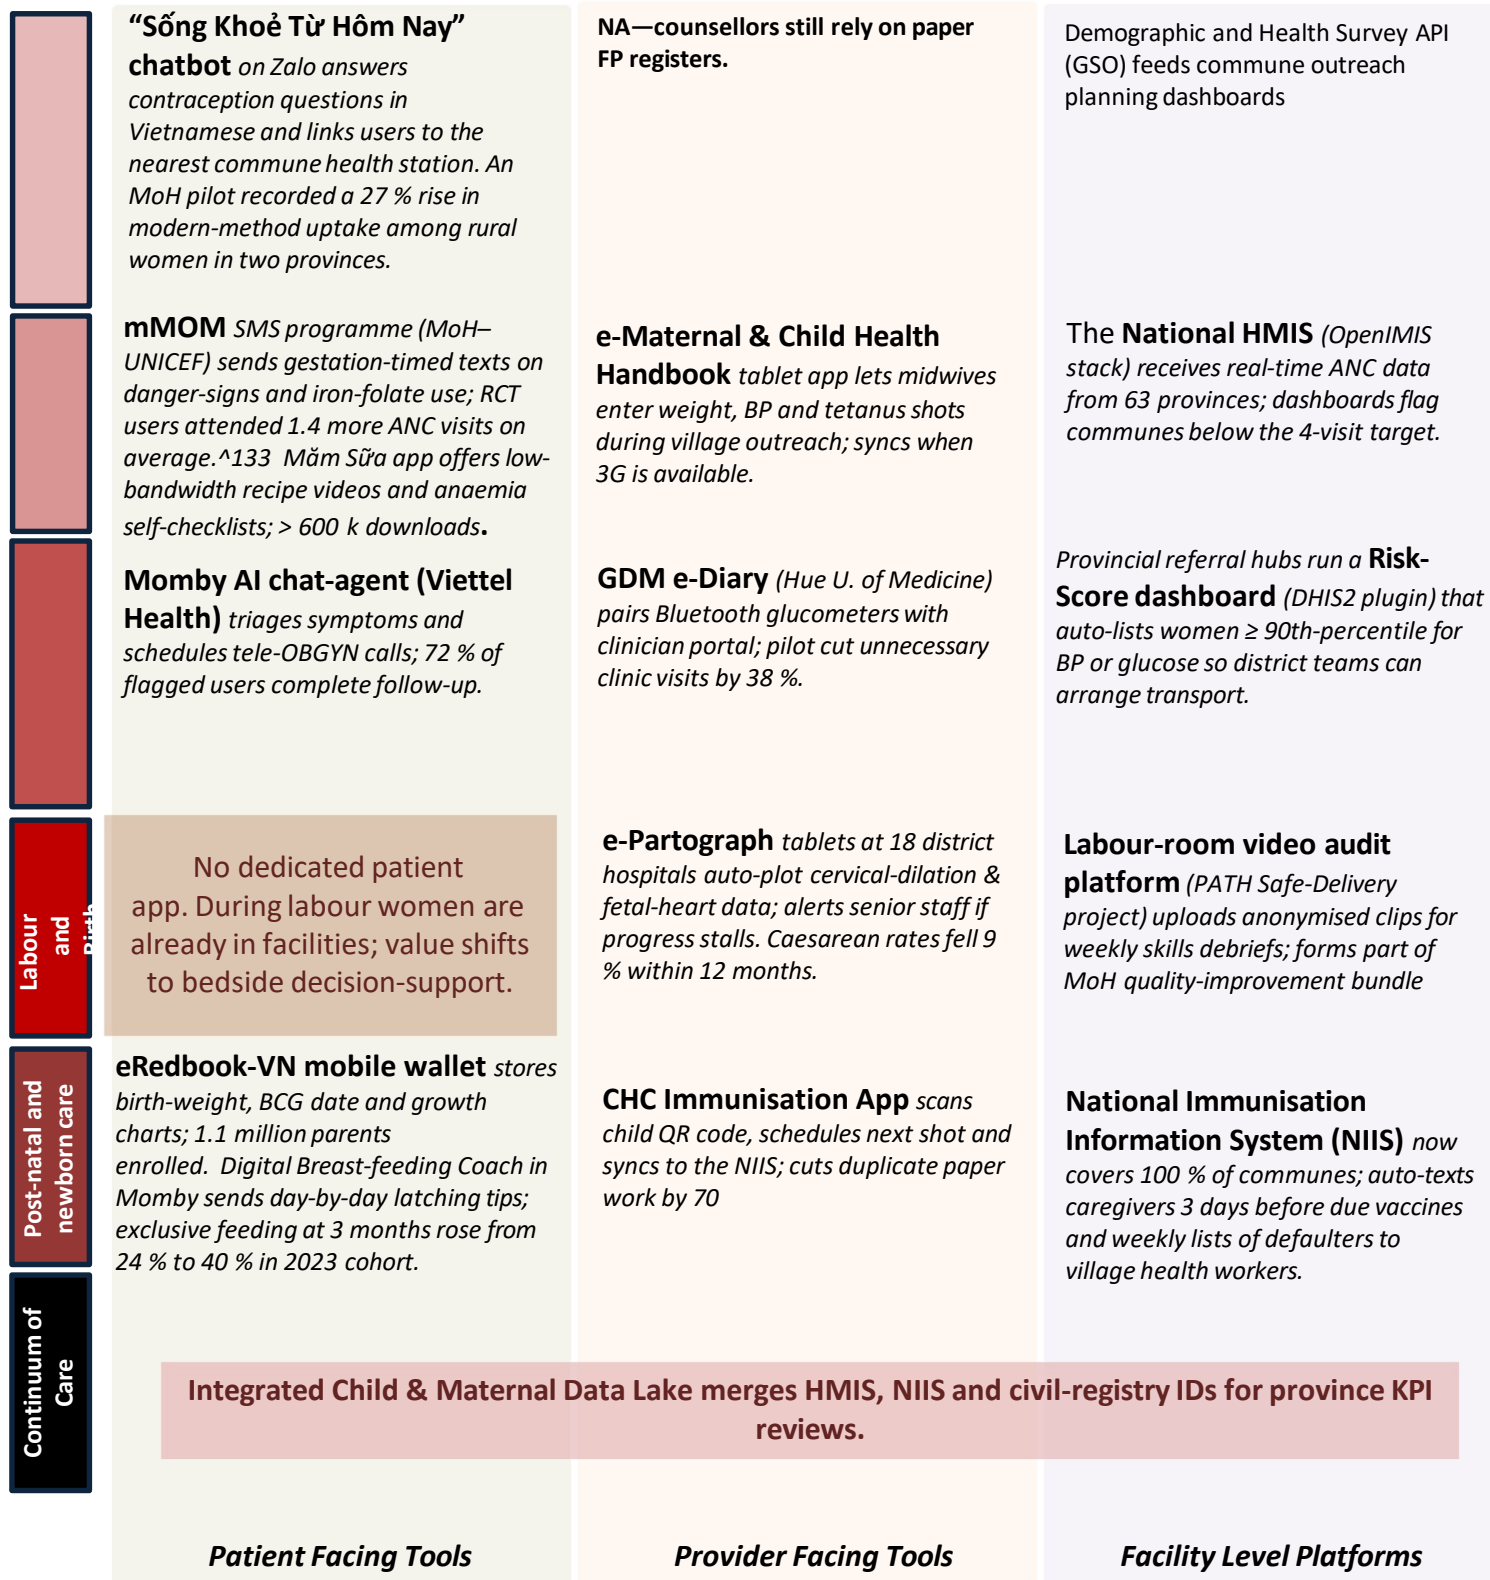 “Sống Khoẻ Từ Hôm Nay”
chatbot on Zalo answers
contraception questions in
Vietnamese and links users to the
nearest commune health station. An
MoH pilot recorded a 27 % rise in
modern-method uptake among rural
women in two provinces.
NA—counsellors still rely on paper
FP registers.
Demographic and Health Survey API
(GSO) feeds commune outreach
planning dashboards
mMOM SMS programme (MoH–
UNICEF) sends gestation-timed texts on
danger-signs and iron-folate use; RCT
users attended 1.4 more ANC visits on
average.^133 Măm Sữa app offers low-
bandwidth recipe videos and anaemia
self-checklists; > 600 k downloads.
e-Maternal & Child Health
Handbook tablet app lets midwives
enter weight, BP and tetanus shots
during village outreach; syncs when
3G is available.
The National HMIS (OpenIMIS
stack) receives real-time ANC data
from 63 provinces; dashboards flag
communes below the 4-visit target.
Momby AI chat-agent (Viettel
Health) triages symptoms and
schedules tele-OBGYN calls; 72 % of
flagged users complete follow-up.
GDM e-Diary (Hue U. of Medicine)
pairs Bluetooth glucometers with
clinician portal; pilot cut unnecessary
clinic visits by 38 %.
Provincial referral hubs run a Risk-
Score dashboard (DHIS2 plugin) that
auto-lists women ≥ 90th-percentile for
BP or glucose so district teams can
arrange transport.
Labour
and
Birth
No dedicated patient
app. During labour women are
already in facilities; value shifts
to bedside decision-support.
e-Partograph tablets at 18 district
hospitals auto-plot cervical-dilation &
fetal-heart data; alerts senior staff if
progress stalls. Caesarean rates fell 9
% within 12 months.
Labour-room video audit
platform (PATH Safe-Delivery
project) uploads anonymised clips for
weekly skills debriefs; forms part of
MoH quality-improvement bundle
Post-natal and
newborn care
eRedbook-VN mobile wallet stores
birth-weight, BCG date and growth
charts; 1.1 million parents
enrolled. Digital Breast-feeding Coach in
Momby sends day-by-day latching tips;
exclusive feeding at 3 months rose from
24 % to 40 % in 2023 cohort.
CHC Immunisation App scans
child QR code, schedules next shot and
syncs to the NIIS; cuts duplicate paper
work by 70
National Immunisation
Information System (NIIS) now
covers 100 % of communes; auto-texts
caregivers 3 days before due vaccines
and weekly lists of defaulters to
village health workers.
Continuum of
Care
Integrated Child & Maternal Data Lake merges HMIS, NIIS and civil-registry IDs for province KPI
reviews.
Patient Facing Tools
Provider Facing Tools
Facility Level Platforms